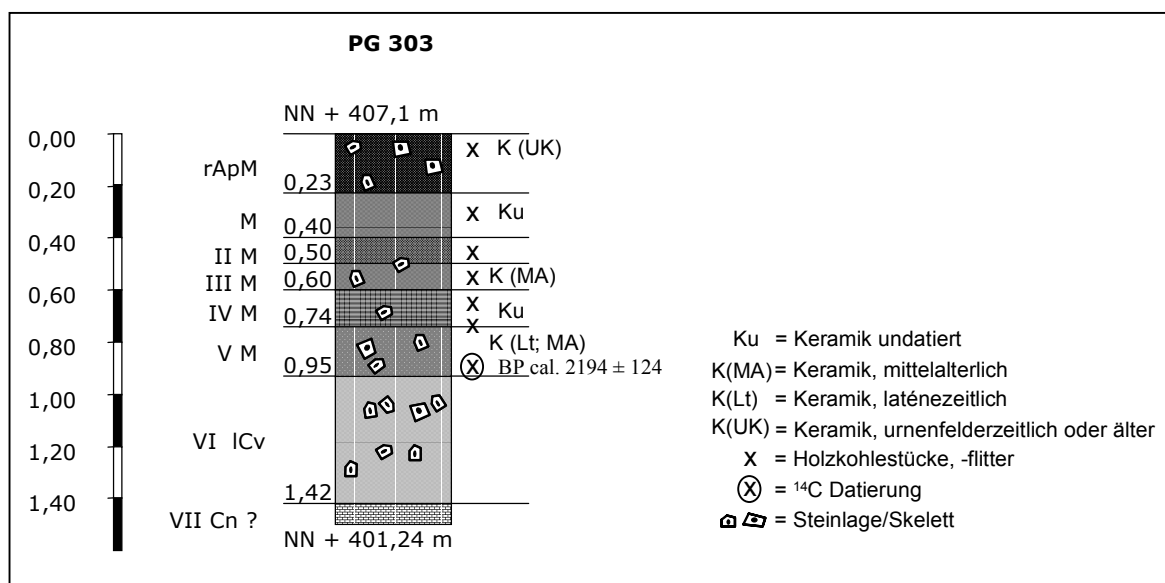 PG 303
NN + 407,1 m
0,00
0,20
0,40
0,60
0,80
1,00
1,20
1,40
rApM
0,23
x K (UK)
M
0,40
x Ku
II M
0,50
x
III M
0,60
x K (MA)
IV M
0,74
x
Ku
x
V M
0,95
K (Lt; MA)
x BP cal. 2194 ± 124
VI lCv
1,42
VII Cn ?
NN + 401,24 m
Ku = Keramik undatiert
K(MA) = Keramik, mittelalterlich
K(Lt) = Keramik, laténezeitlich
K(UK) = Keramik, urnenfelderzeitlich oder älter
x = Holzkohlestücke, -flitter
x = ¹⁴C Datierung
= Steinlage/Skelett